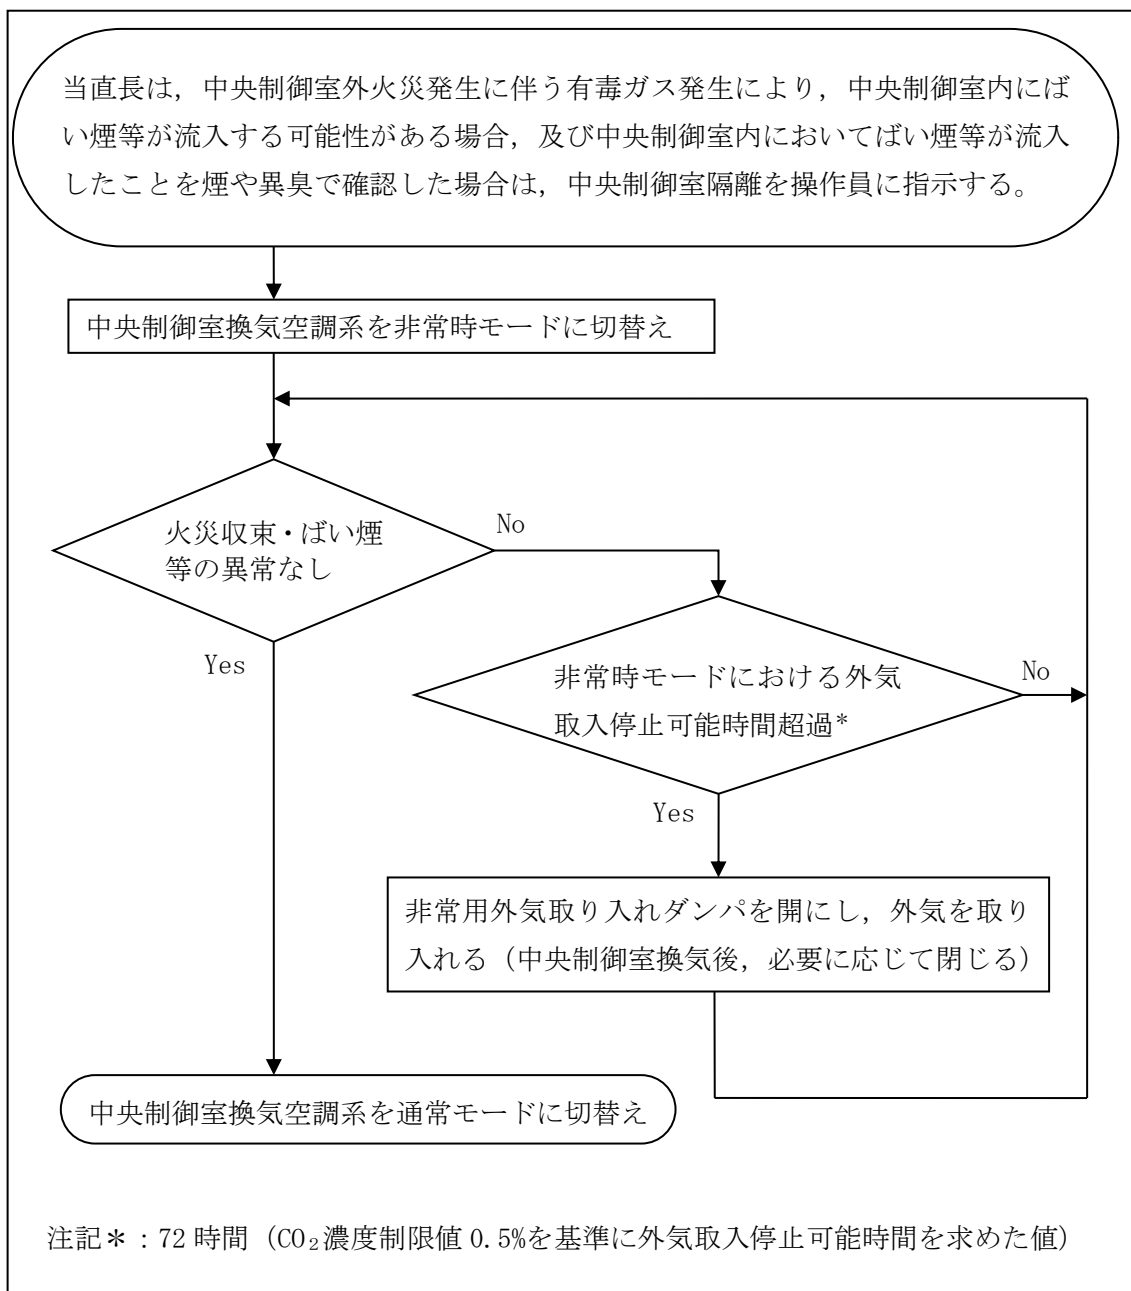 当直長は，中央制御室外火災発生に伴う有毒ガス発生により，中央制御室内にば
い煙等が流入する可能性がある場合，及び中央制御室内においてばい煙等が流入
したことを煙や異臭で確認した場合は，中央制御室隔離を操作員に指示する。
中央制御室換気空調系を非常時モードに切替え
火災収束・ばい煙
等の異常なし
No
Yes
非常時モードにおける外気
取入停止可能時間超過*
No
Yes
非常用外気取り入れダンパを開にし，外気を取り
入れる（中央制御室換気後，必要に応じて閉じる）
中央制御室換気空調系を通常モードに切替え
注記＊：72 時間（CO₂濃度制限値 0.5%を基準に外気取入停止可能時間を求めた値）